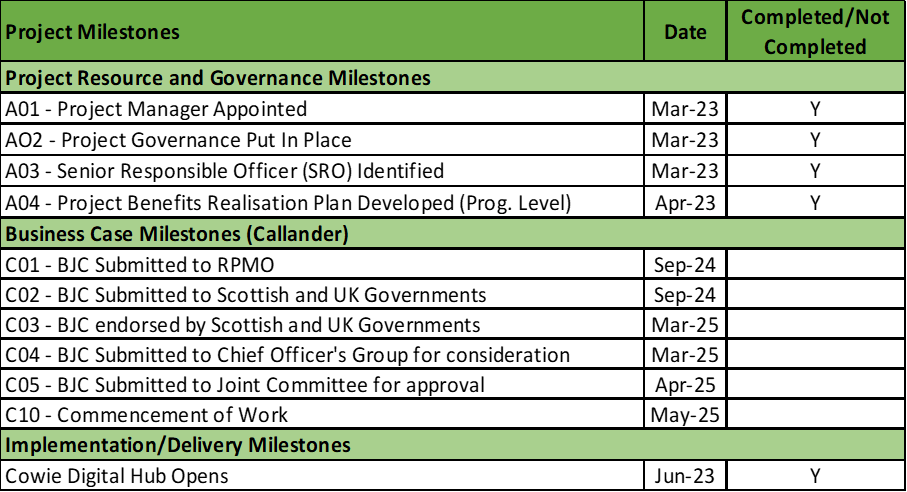 Project Milestones Date Completed/Not Completed
Project Resource and Governance Milestones
A01 - Project Manager Appointed Mar-23 Y
AO2 - Project Governance Put In Place Mar-23 Y
A03 - Senior Responsible Officer (SRO) Identified Mar-23 Y
A04 - Project Benefits Realisation Plan Developed (Prog. Level) Apr-23 Y
Business Case Milestones (Callander)
C01 - BJC Submitted to RPMO Sep-24
C02 - BJC Submitted to Scottish and UK Governments Sep-24
C03 - BJC endorsed by Scottish and UK Governments Mar-25
C04 - BJC Submitted to Chief Officer's Group for consideration Mar-25
C05 - BJC Submitted to Joint Committee for approval Apr-25
C10 - Commencement of Work May-25
Implementation/Delivery Milestones
Cowie Digital Hub Opens Jun-23 Y